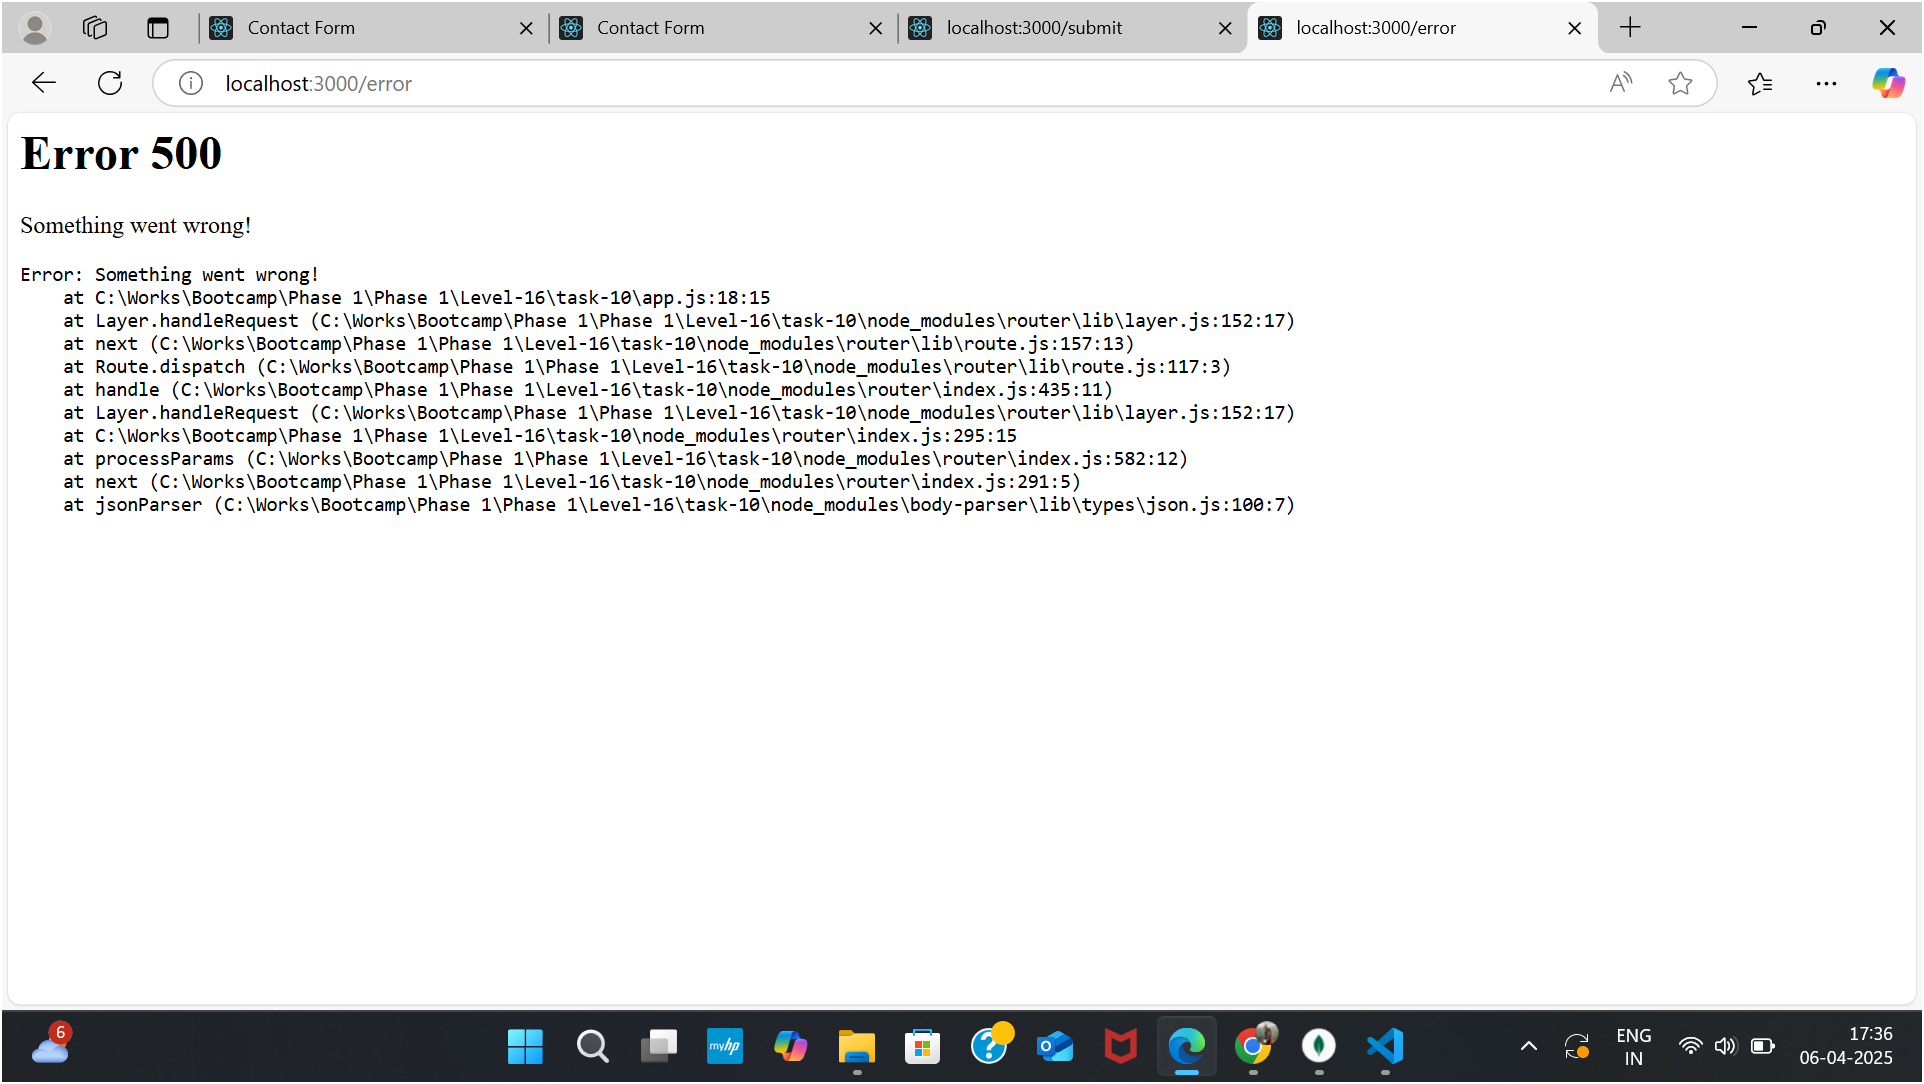 Contact Form
Contact Form
localhost:3000/submit
localhost:3000/error
localhost:3000/error
Error 500
Something went wrong!
Error: Something went wrong!
    at C:\Works\Bootcamp\Phase 1\Phase 1\Level-16\task-10\app.js:18:15
    at Layer.handleRequest (C:\Works\Bootcamp\Phase 1\Phase 1\Level-16\task-10\node_modules\router\lib\layer.js:152:17)
    at next (C:\Works\Bootcamp\Phase 1\Phase 1\Level-16\task-10\node_modules\router\lib\route.js:157:13)
    at Route.dispatch (C:\Works\Bootcamp\Phase 1\Phase 1\Level-16\task-10\node_modules\router\lib\route.js:117:3)
    at handle (C:\Works\Bootcamp\Phase 1\Phase 1\Level-16\task-10\node_modules\router\index.js:435:11)
    at Layer.handleRequest (C:\Works\Bootcamp\Phase 1\Phase 1\Level-16\task-10\node_modules\router\lib\layer.js:152:17)
    at C:\Works\Bootcamp\Phase 1\Phase 1\Level-16\task-10\node_modules\router\index.js:295:15
    at processParams (C:\Works\Bootcamp\Phase 1\Phase 1\Level-16\task-10\node_modules\router\index.js:582:12)
    at next (C:\Works\Bootcamp\Phase 1\Phase 1\Level-16\task-10\node_modules\router\index.js:291:5)
    at jsonParser (C:\Works\Bootcamp\Phase 1\Phase 1\Level-16\task-10\node_modules\body-parser\lib\types\json.js:100:7)
6
myhp
ENG
IN
17:36
06-04-2025